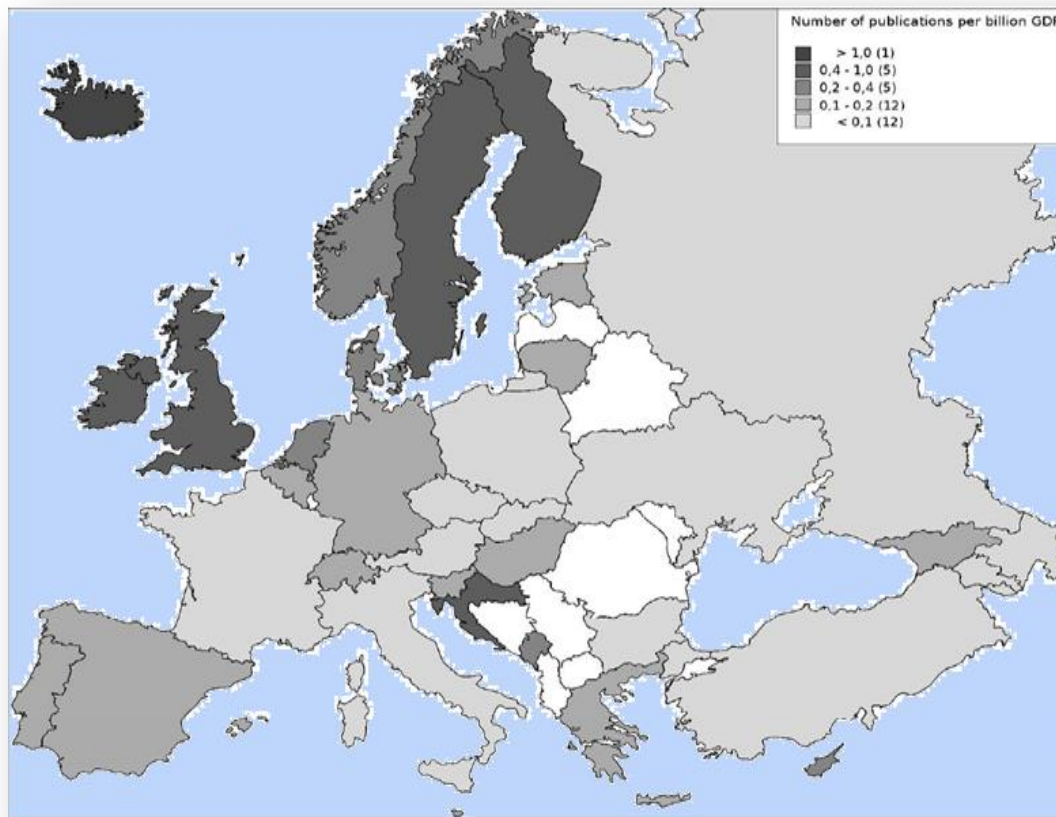 Number of publications per billion GDP
> 1,0 (1)
0,4 - 1,0 (5)
0,2 - 0,4 (5)
0,1 - 0,2 (12)
< 0,1 (12)